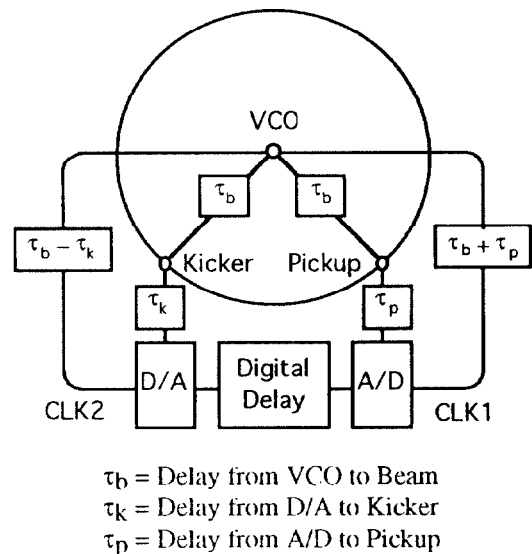 VCO
τb τb
τb − τk τb + τp
Kicker Pickup
τk τp
D/A Digital Delay A/D
CLK2 CLK1
τb = Delay from VCO to Beam
τk = Delay from D/A to Kicker
τp = Delay from A/D to Pickup